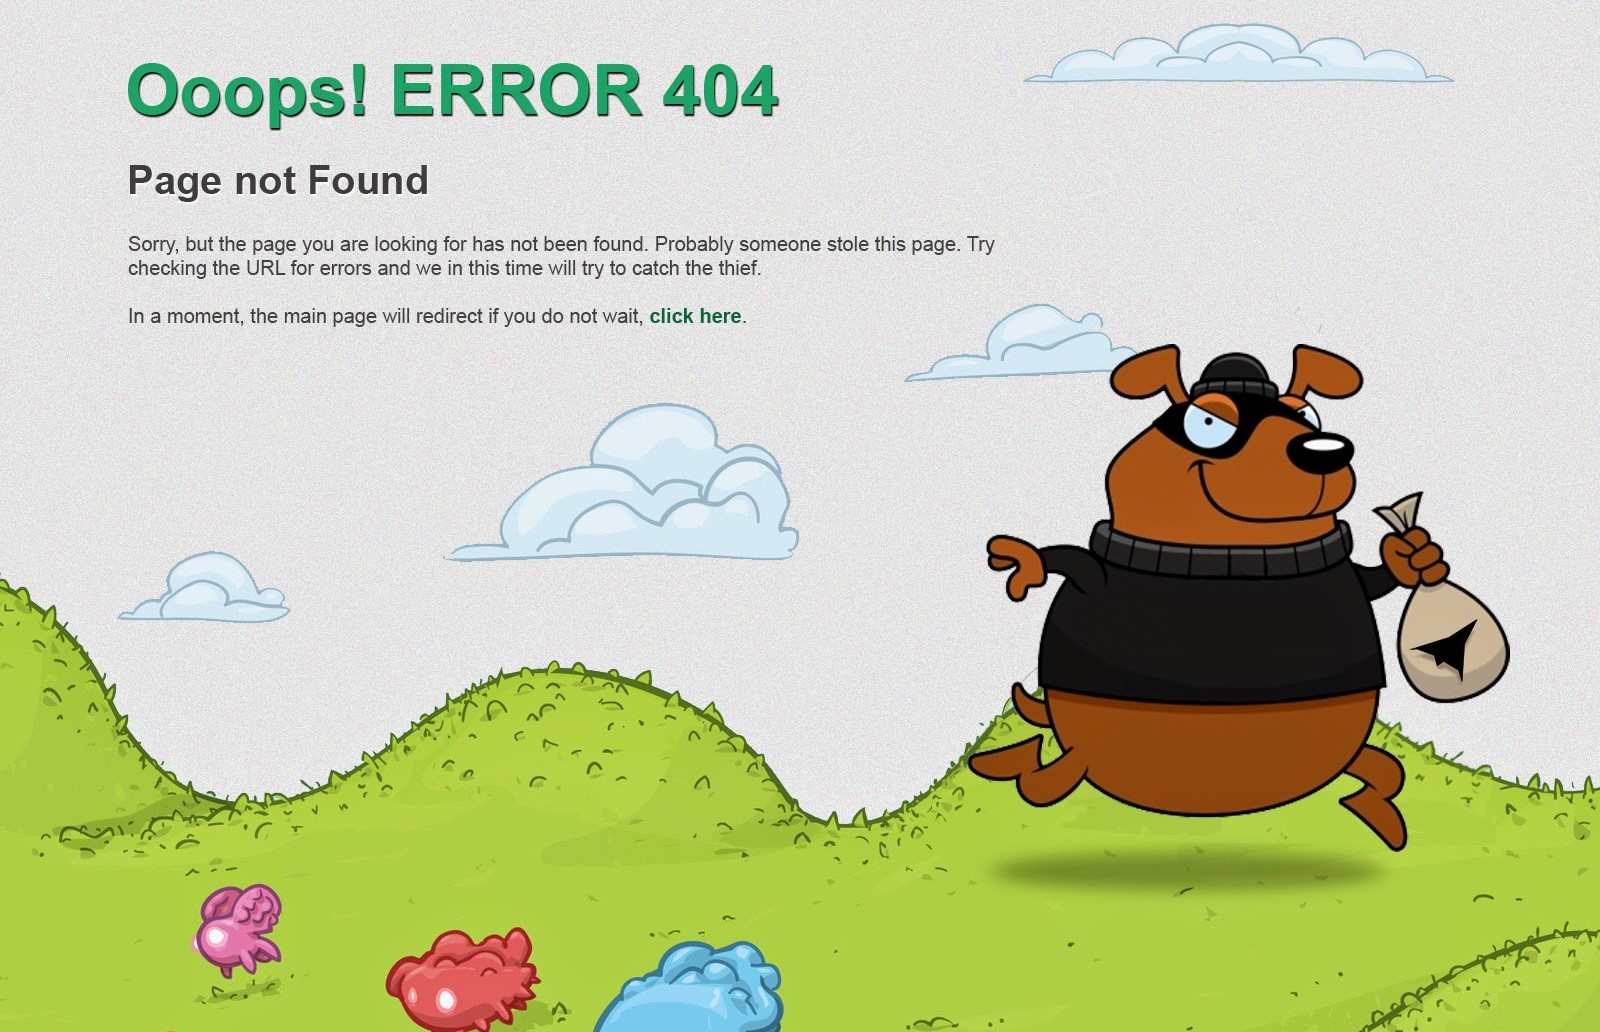 Ooops! ERROR 404
Page not Found
Sorry, but the page you are looking for has not been found. Probably someone stole this page. Try
checking the URL for errors and we in this time will try to catch the thief.
In a moment, the main page will redirect if you do not wait, click here.